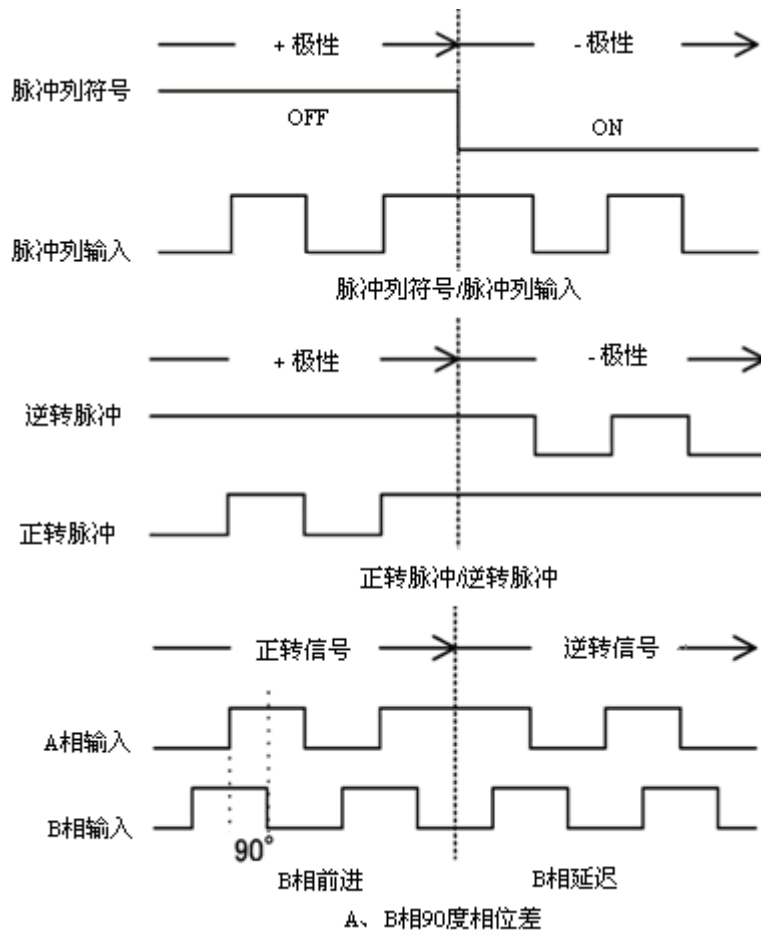 + 极性
- 极性
脉冲列符号
OFF
ON
脉冲列输入
脉冲列符号/脉冲列输入
+ 极性
- 极性
逆转脉冲
正转脉冲
正转脉冲/逆转脉冲
正转信号
逆转信号
A相输入
B相输入
90°
B相前进
B相延迟
A、B相90度相位差